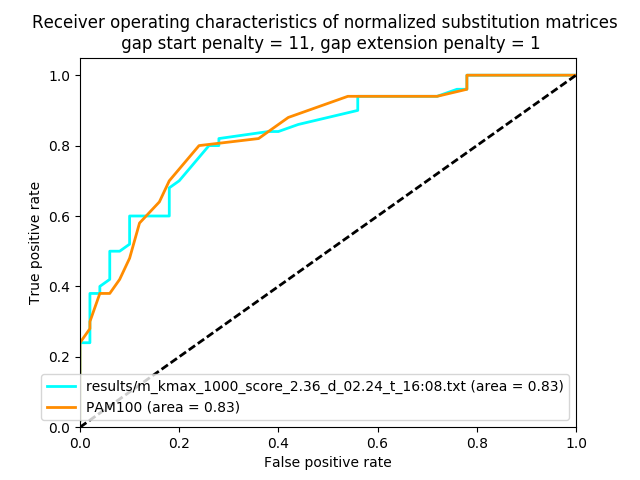 Receiver operating characteristics of normalized substitution matrices
gap start penalty = 11, gap extension penalty = 1
True positive rate
1.0
0.8
0.6
0.4
0.2
0.0
results/m_kmax_1000_score_2.36_d_02.24_t_16:08.txt (area = 0.83)
PAM100 (area = 0.83)
0.0 0.2 0.4 0.6 0.8 1.0
False positive rate